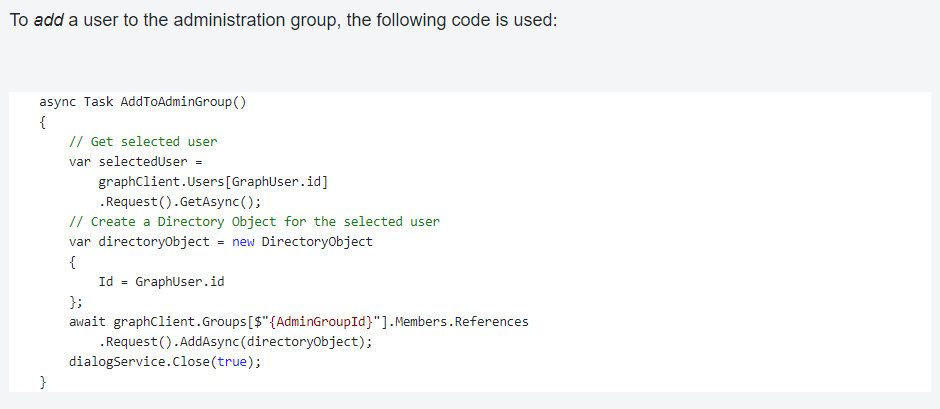 To add a user to the administration group, the following code is used:
async Task AddToAdminGroup()
{
    // Get selected user
    var selectedUser =
        graphClient.Users[GraphUser.id]
        .Request().GetAsync();
    // Create a Directory Object for the selected user
    var directoryObject = new DirectoryObject
    {
        Id = GraphUser.id
    };
    await graphClient.Groups[$"{AdminGroupId}"].Members.References
        .Request().AddAsync(directoryObject);
    dialogService.Close(true);
}